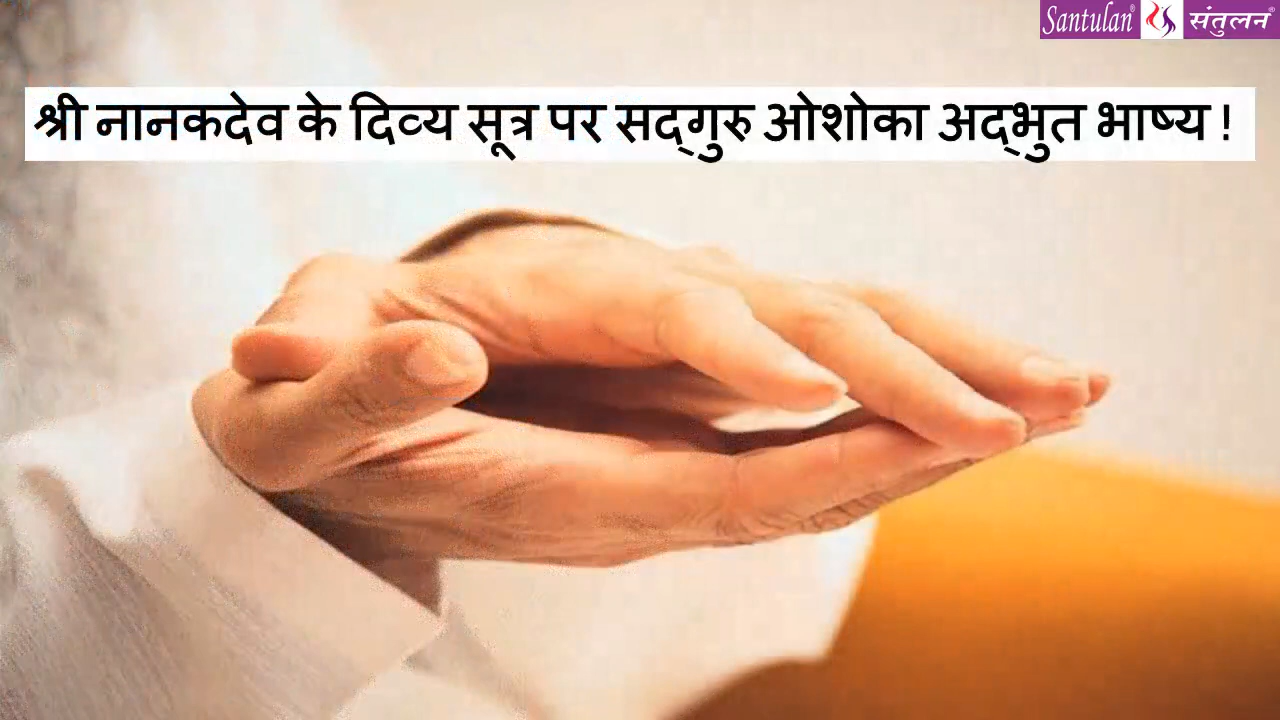 Santulan® संतुलन®
श्री नानकदेव के दिव्य सूत्र पर सद्‌गुरु ओशोका अद्‌भुत भाष्य !